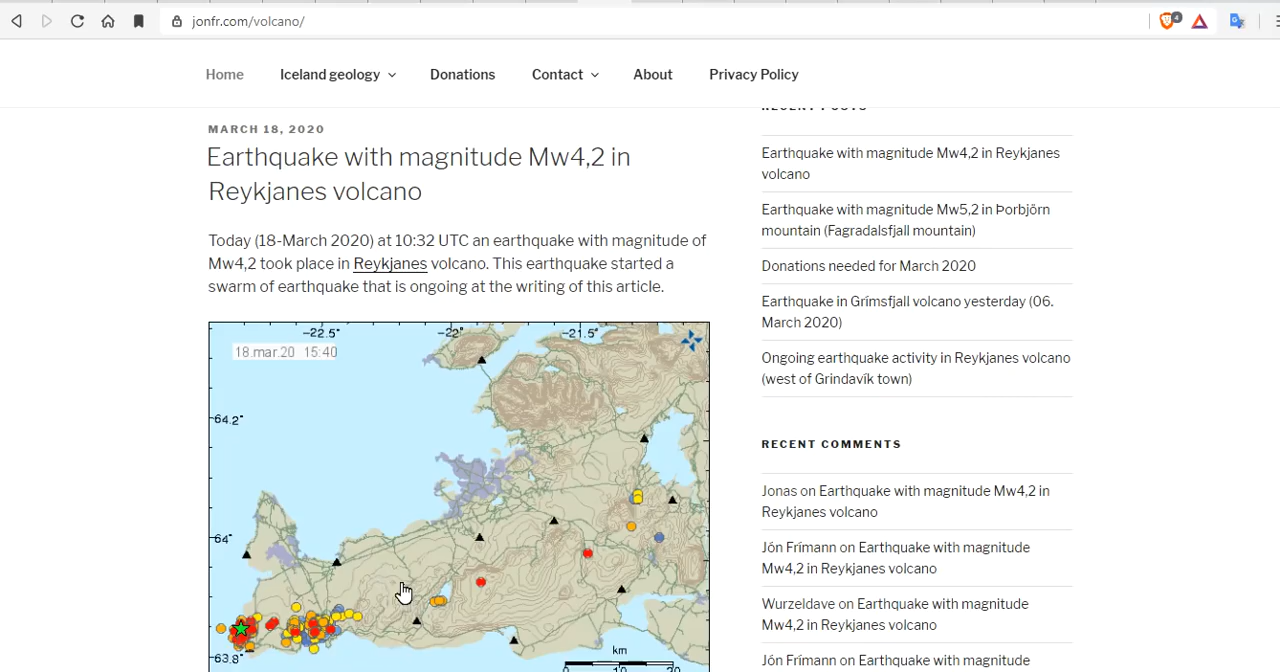 jonfr.com/volcano/
4
Home
Iceland geology
Donations
Contact
About
Privacy Policy
MARCH 18, 2020
Earthquake with magnitude Mw4,2 in
Reykjanes volcano
Today (18-March 2020) at 10:32 UTC an earthquake with magnitude of
Mw4,2 took place in Reykjanes volcano. This earthquake started a
swarm of earthquake that is ongoing at the writing of this article.
-22.5°
-22°
-21.5°
18.mar.20 15:40
64.2°
64°
63.8°
km
RECENT POSTS
Earthquake with magnitude Mw4,2 in Reykjanes
volcano
Earthquake with magnitude Mw5,2 in Þorbjörn
mountain (Fagradalsfjall mountain)
Donations needed for March 2020
Earthquake in Grímsfjall volcano yesterday (06.
March 2020)
Ongoing earthquake activity in Reykjanes volcano
(west of Grindavík town)
RECENT COMMENTS
Jonas on Earthquake with magnitude Mw4,2 in
Reykjanes volcano
Jón Frímann on Earthquake with magnitude
Mw4,2 in Reykjanes volcano
Wurzeldave on Earthquake with magnitude
Mw4,2 in Reykjanes volcano
Jón Frímann on Earthquake with magnitude